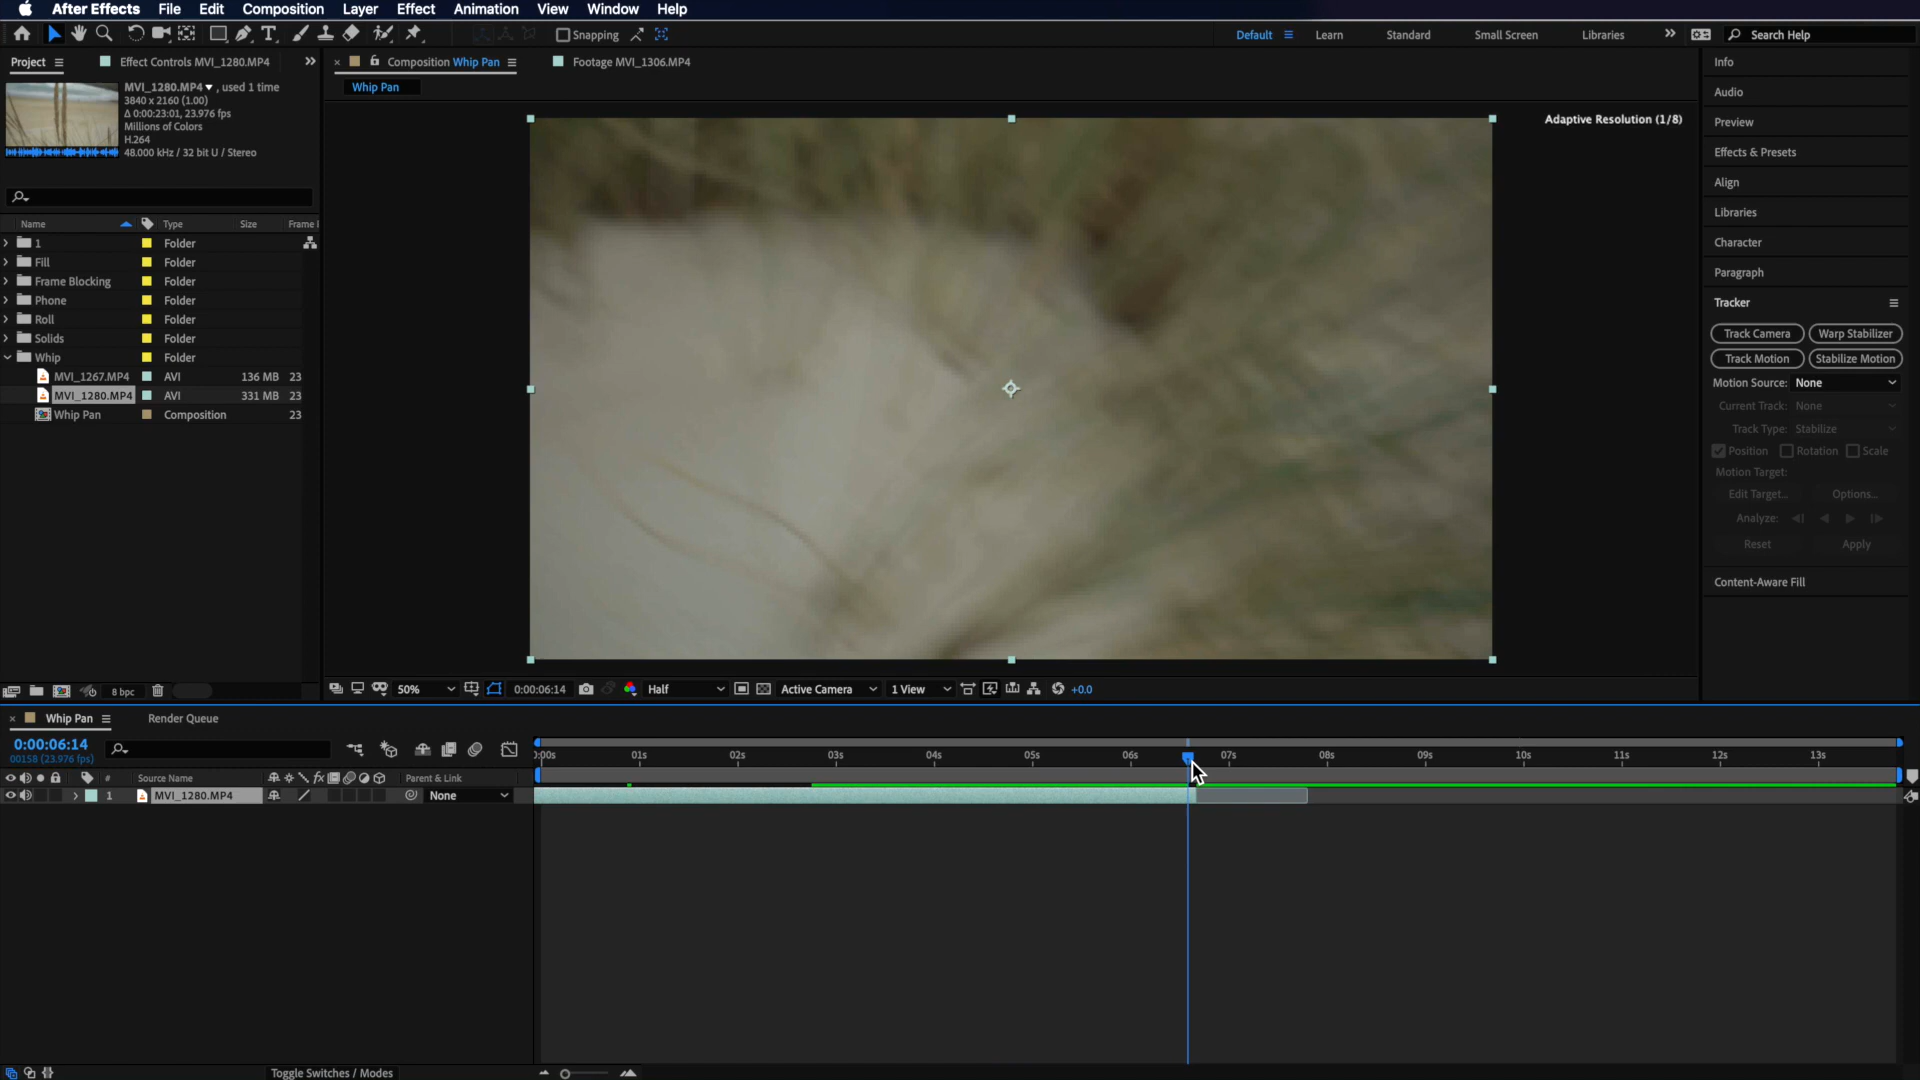 After Effects File Edit Composition Layer Effect Animation View Window Help
Snapping Default Learn Standard Small Screen Libraries Search Help
Project Effect Controls MVI_1280.MP4
Composition Whip Pan Footage MVI_1306.MP4
Whip Pan
MVI_1280.MP4 , used 1 time
3840 x 2160 (1.00)
Δ 0:00:23:01, 23.976 fps
Millions of Colors
H.264
48.000 kHz / 32 bit U / Stereo
Name Type Size Frame
1 Folder
Fill Folder
Frame Blocking Folder
Phone Folder
Roll Folder
Solids Folder
Whip Folder
MVI_1267.MP4 AVI 136 MB 23
MVI_1280.MP4 AVI 331 MB 23
Whip Pan Composition 23
8 bpc
Adaptive Resolution (1/8)
50% 0:00:06:14 Half Active Camera 1 View +0.0
Info
Audio
Preview
Effects & Presets
Align
Libraries
Character
Paragraph
Tracker
Track Camera Warp Stabilizer
Track Motion Stabilize Motion
Motion Source: None
Current Track: None
Track Type: Stabilize
Position Rotation Scale
Motion Target:
Edit Target... Options...
Analyze:
Reset Apply
Content-Aware Fill
Whip Pan Render Queue
0:00:06:14
00158 (23.976 fps)
:00s 01s 02s 03s 04s 05s 06s 07s 08s 09s 10s 11s 12s 13s
# Source Name fx Parent & Link
1 MVI_1280.MP4 None
Toggle Switches / Modes